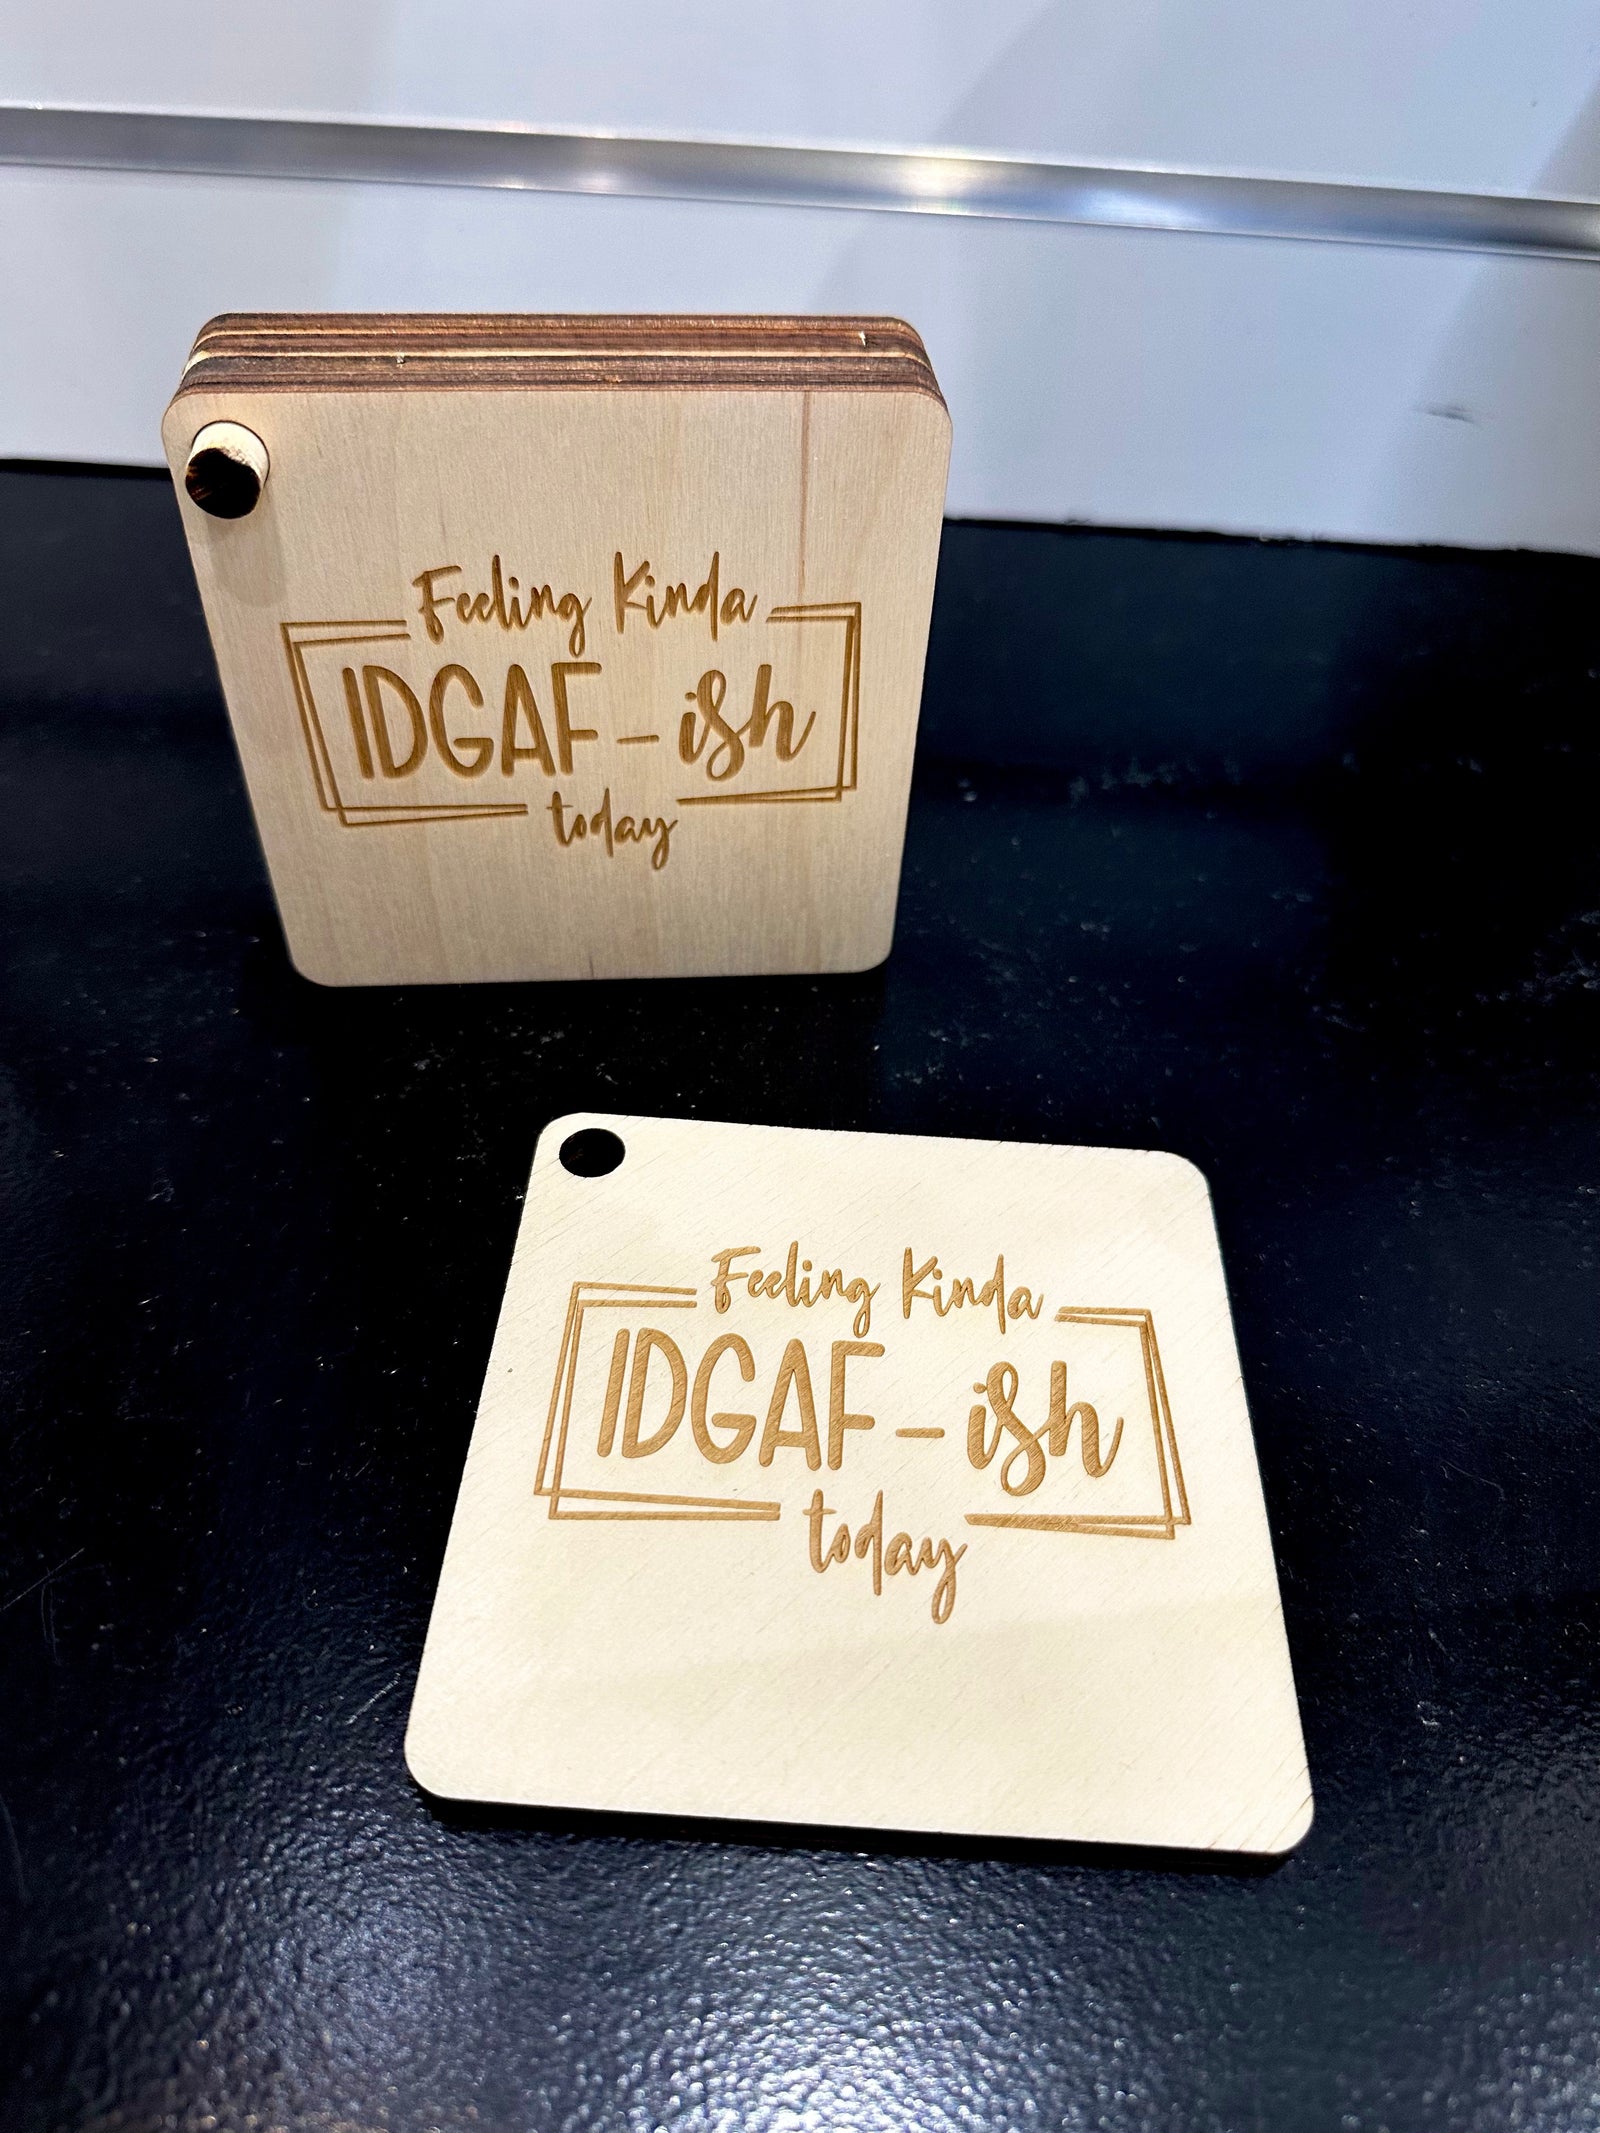 Feeling Kinda
IDGAF-ish
today
Feeling Kinda
IDGAF-ish
today